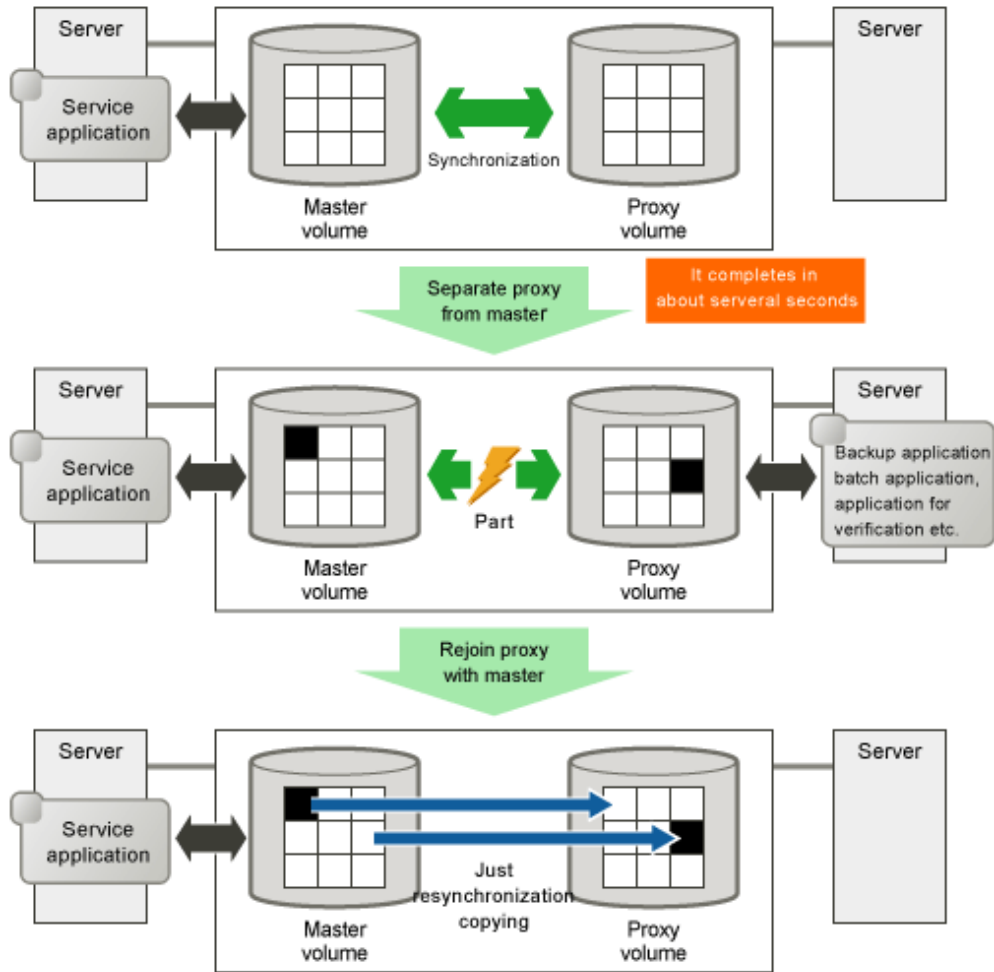 Server
Server
Service
application
Synchronization
Master
volume
Proxy
volume
Separate proxy
from master
It completes in
about serveral seconds
Server
Server
Service
application
Part
Backup application
batch application,
application for
verification etc.
Master
volume
Proxy
volume
Rejoin proxy
with master
Server
Server
Service
application
Just
resynchronization
copying
Master
volume
Proxy
volume